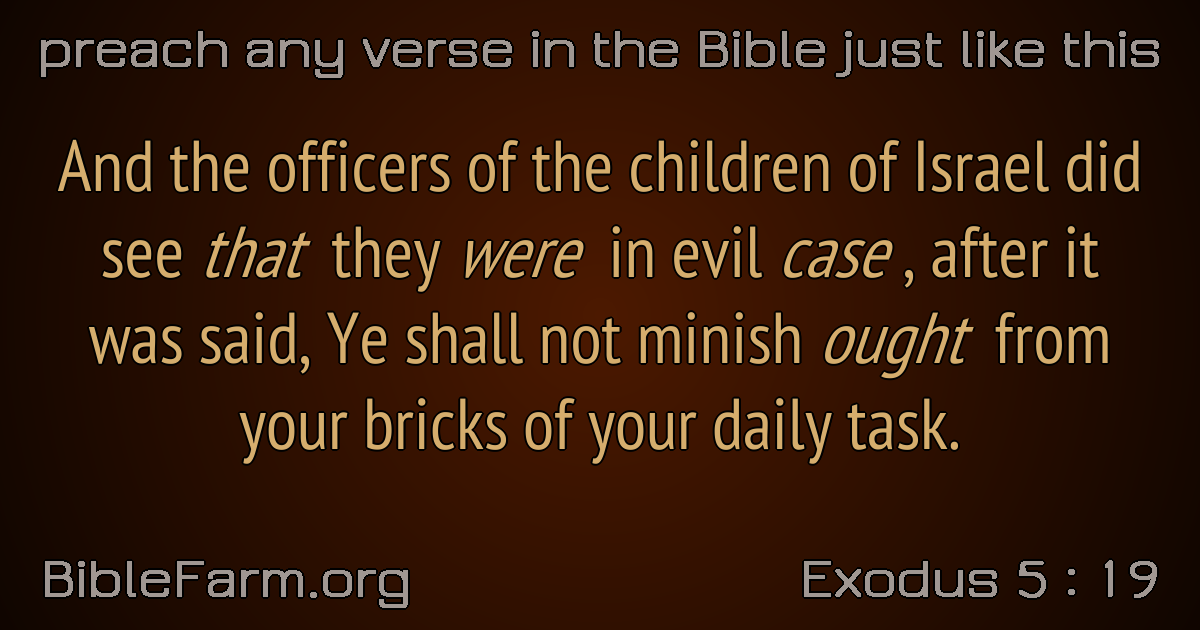 preach any verse in the Bible just like this
And the officers of the children of Israel did
see that they were in evil case , after it
was said, Ye shall not minish ought from
your bricks of your daily task.
BibleFarm.org
Exodus 5 : 19